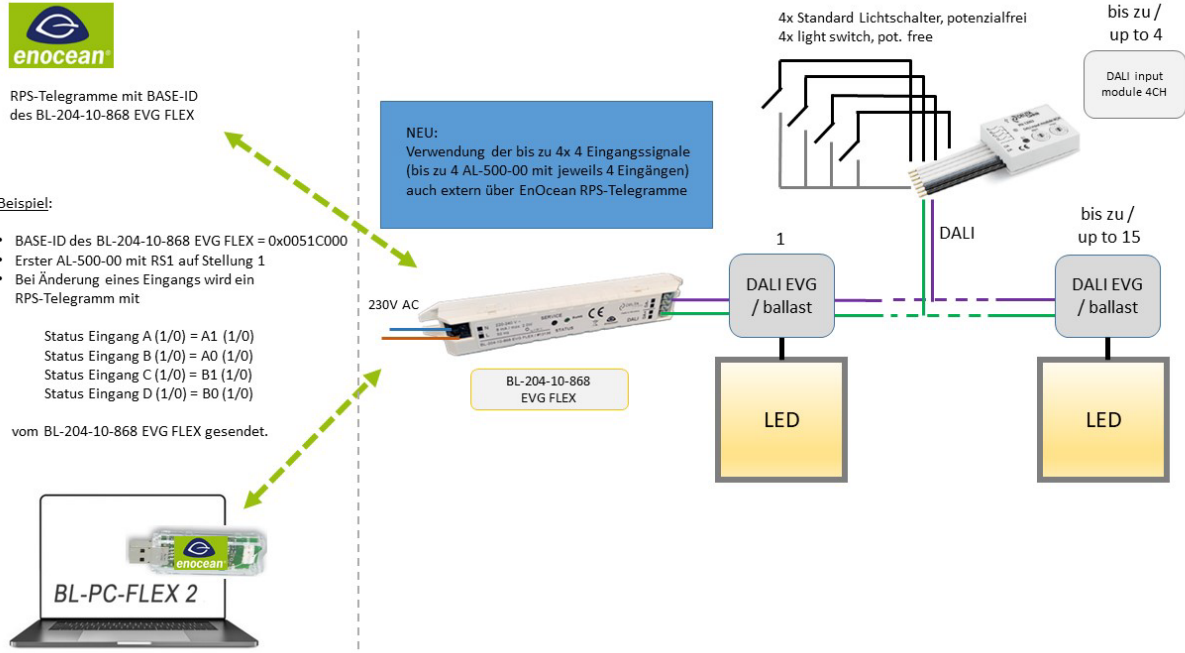 enocean®
RPS-Telegramme mit BASE-ID
des BL-204-10-868 EVG FLEX
Beispiel:
• BASE-ID des BL-204-10-868 EVG FLEX = 0x0051C000
• Erster AL-500-00 mit RS1 auf Stellung 1
• Bei Änderung eines Eingangs wird ein
RPS-Telegramm mit
Status Eingang A (1/0) = A1 (1/0)
Status Eingang B (1/0) = A0 (1/0)
Status Eingang C (1/0) = B1 (1/0)
Status Eingang D (1/0) = B0 (1/0)
vom BL-204-10-868 EVG FLEX gesendet.
enocean
BL-PC-FLEX 2
NEU:
Verwendung der bis zu 4x 4 Eingangssignale
(bis zu 4 AL-500-00 mit jeweils 4 Eingängen)
auch extern über EnOcean RPS-Telegramme
230V AC
N
L
SERVICE
STATUS
CE
DALI
BL-204-10-868
EVG FLEX
4x Standard Lichtschalter, potenzialfrei
4x light switch, pot. free
CE
bis zu /
up to 4
DALI input
module 4CH
DALI
1
DALI EVG
/ ballast
LED
bis zu /
up to 15
DALI EVG
/ ballast
LED